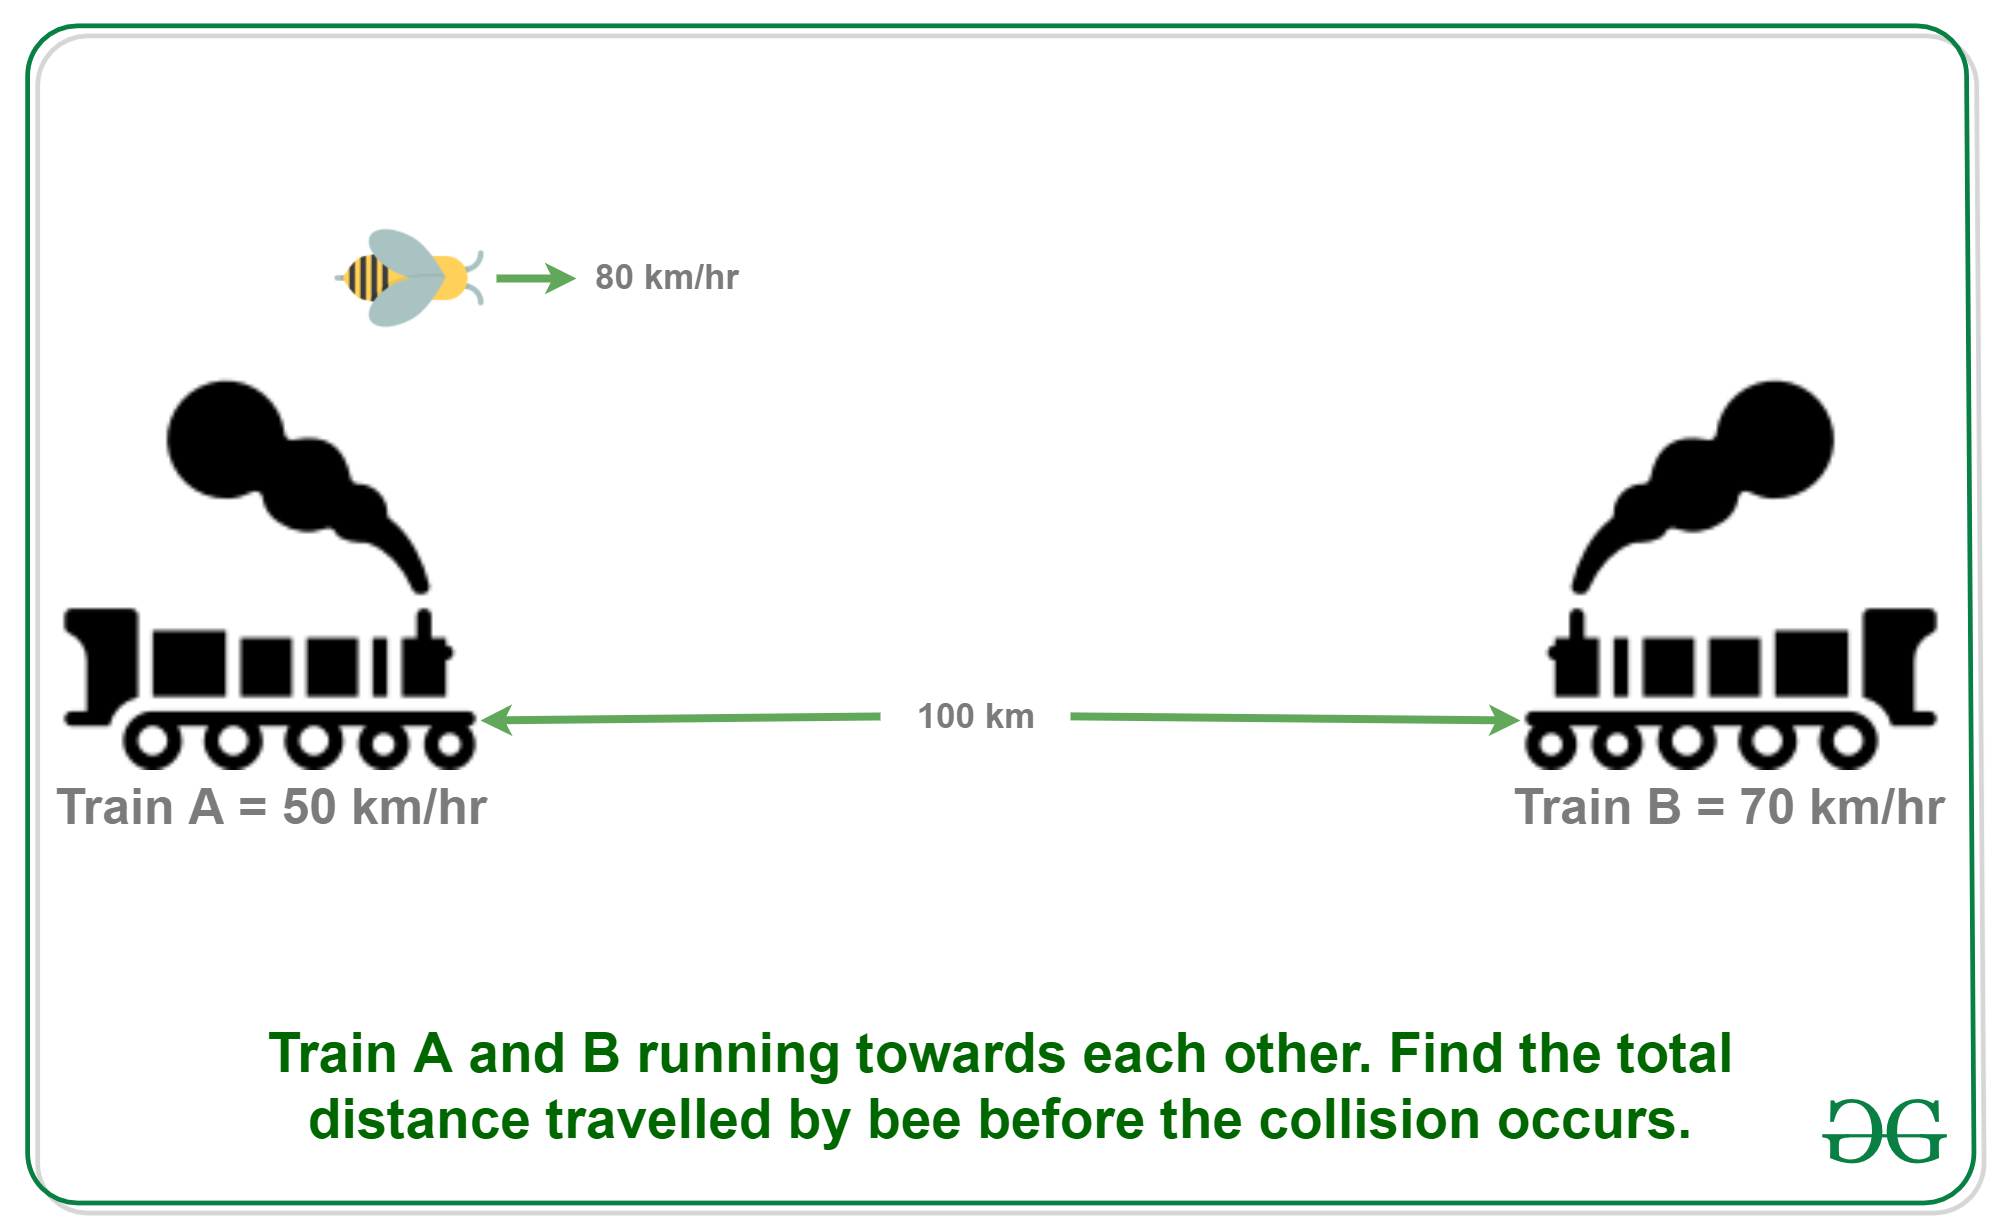 80 km/hr
100 km
Train A = 50 km/hr
Train B = 70 km/hr
Train A and B running towards each other. Find the total
distance travelled by bee before the collision occurs.